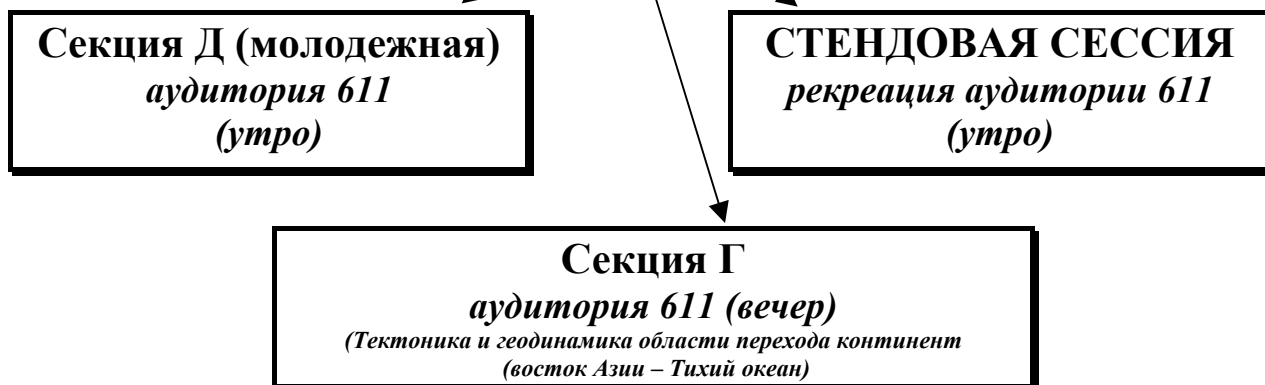 Секция Д (молодежная)
аудитория 611
(утро)
СТЕНДОВАЯ СЕССИЯ
рекреация аудитории 611
(утро)
Секция Г
аудитория 611 (вечер)
(Тектоника и геодинамика области перехода континент
(восток Азии – Тихий океан)